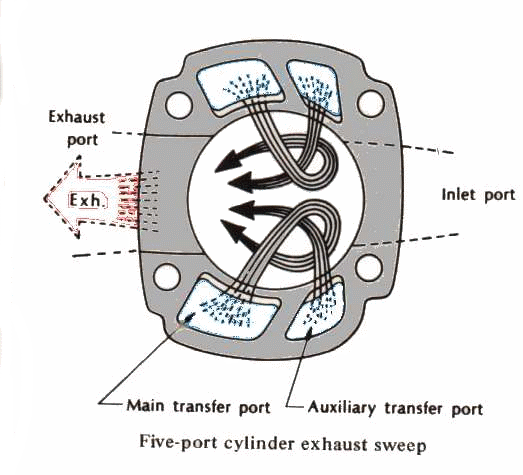 Exhaust
port
Exh.
Inlet port
Main transfer port
Auxiliary transfer port
Five-port cylinder exhaust sweep